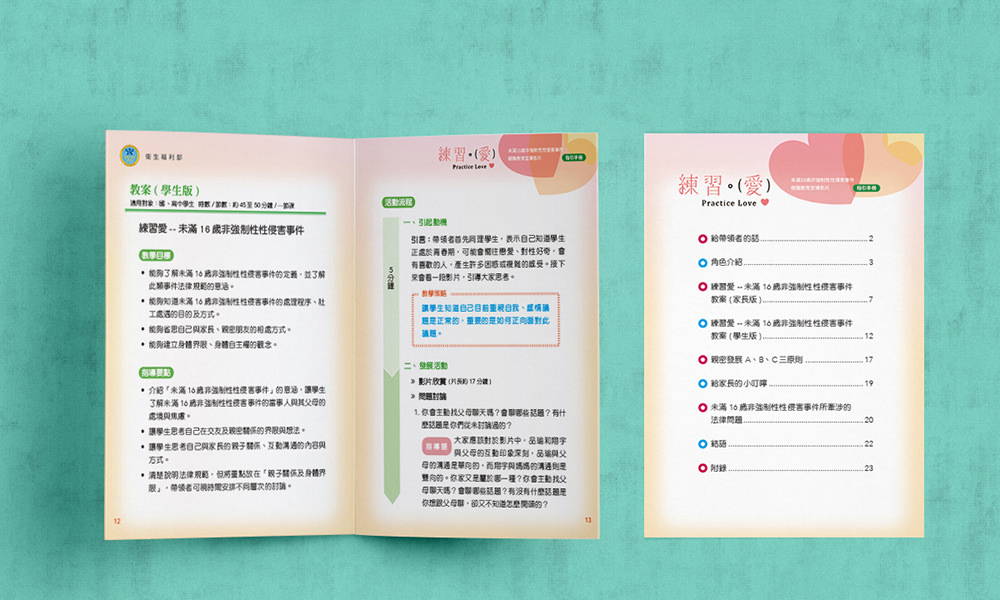 衛生福利部
教案 ( 學生版 )
適用對象：國、高中學生 時數 / 節數：約 45 至 50 分鐘 / 一節課
練習愛 -- 未滿 16 歲非強制性性侵害事件
教學目標
• 能夠了解未滿 16 歲非強制性性侵害事件的定義，並了解
此類事件法律規範的意涵。
• 能夠知道未滿 16 歲非強制性性侵害事件的處理程序、社
工處遇的目的及方式。
• 能夠省思自己與家長、親密朋友的相處方式。
• 能夠建立身體界限、身體自主權的觀念。
指導要點
• 介紹「未滿 16 歲非強制性性侵害事件」的意涵，讓學生
了解未滿 16 歲非強制性性侵害事件的當事人與其父母的
處境與焦慮。
• 讓學生思考自己在交友及親密關係的界限與想法。
• 讓學生思考自己與家長的親子關係、互動溝通的內容與
方式。
• 清楚說明法律規範，但將重點放在「親子關係及身體界
限」，帶領者可視時間安排不同層次的討論。
12
練習。(愛)
Practice Love
未滿16歲非強制性性侵害事件
親職教育宣導影片
指引手冊
活動流程
5分鐘
一、引起動機
引言：帶領者首先同理學生，表示自己知道學生
正處於青春期，可能會嚮往戀愛、對性好奇，會
有喜歡的人，產生許多困惑或複雜的感受。接下
來會看一段影片，引導大家思考。
教學策略
讓學生知道自己目前重視自我、感情議
題是正常的，重要的是如何正向面對此
議題。
二、發展活動
» 影片欣賞 (片長約 17 分鐘)
» 問題討論
1. 你會主動找父母聊天嗎？會聊哪些話題？有什
麼話題是你們從未討論過的？
指導語 大家應該對於影片中，品瑜和翔宇
與父母的互動印象深刻，品瑜與父
母的溝通是單向的，而翔宇與媽媽的溝通則是
雙向的。你家又是屬於哪一種？你會主動找父
母聊天嗎？會聊哪些話題？有沒有什麼話題是
你想跟父母聊，卻又不知道怎麼開頭的？
13
練習。(愛)
Practice Love
未滿16歲非強制性性侵害事件
親職教育宣導影片
指引手冊
給帶領者的話 2
角色介紹 3
練習愛 -- 未滿 16 歲非強制性性侵害事件
教案 ( 家長版 ) 7
練習愛 -- 未滿 16 歲非強制性性侵害事件
教案 ( 學生版 ) 12
親密發展 A、B、C 三原則 17
給家長的小叮嚀 19
未滿 16 歲非強制性性侵害事件所牽涉的
法律問題 20
結語 22
附錄 23